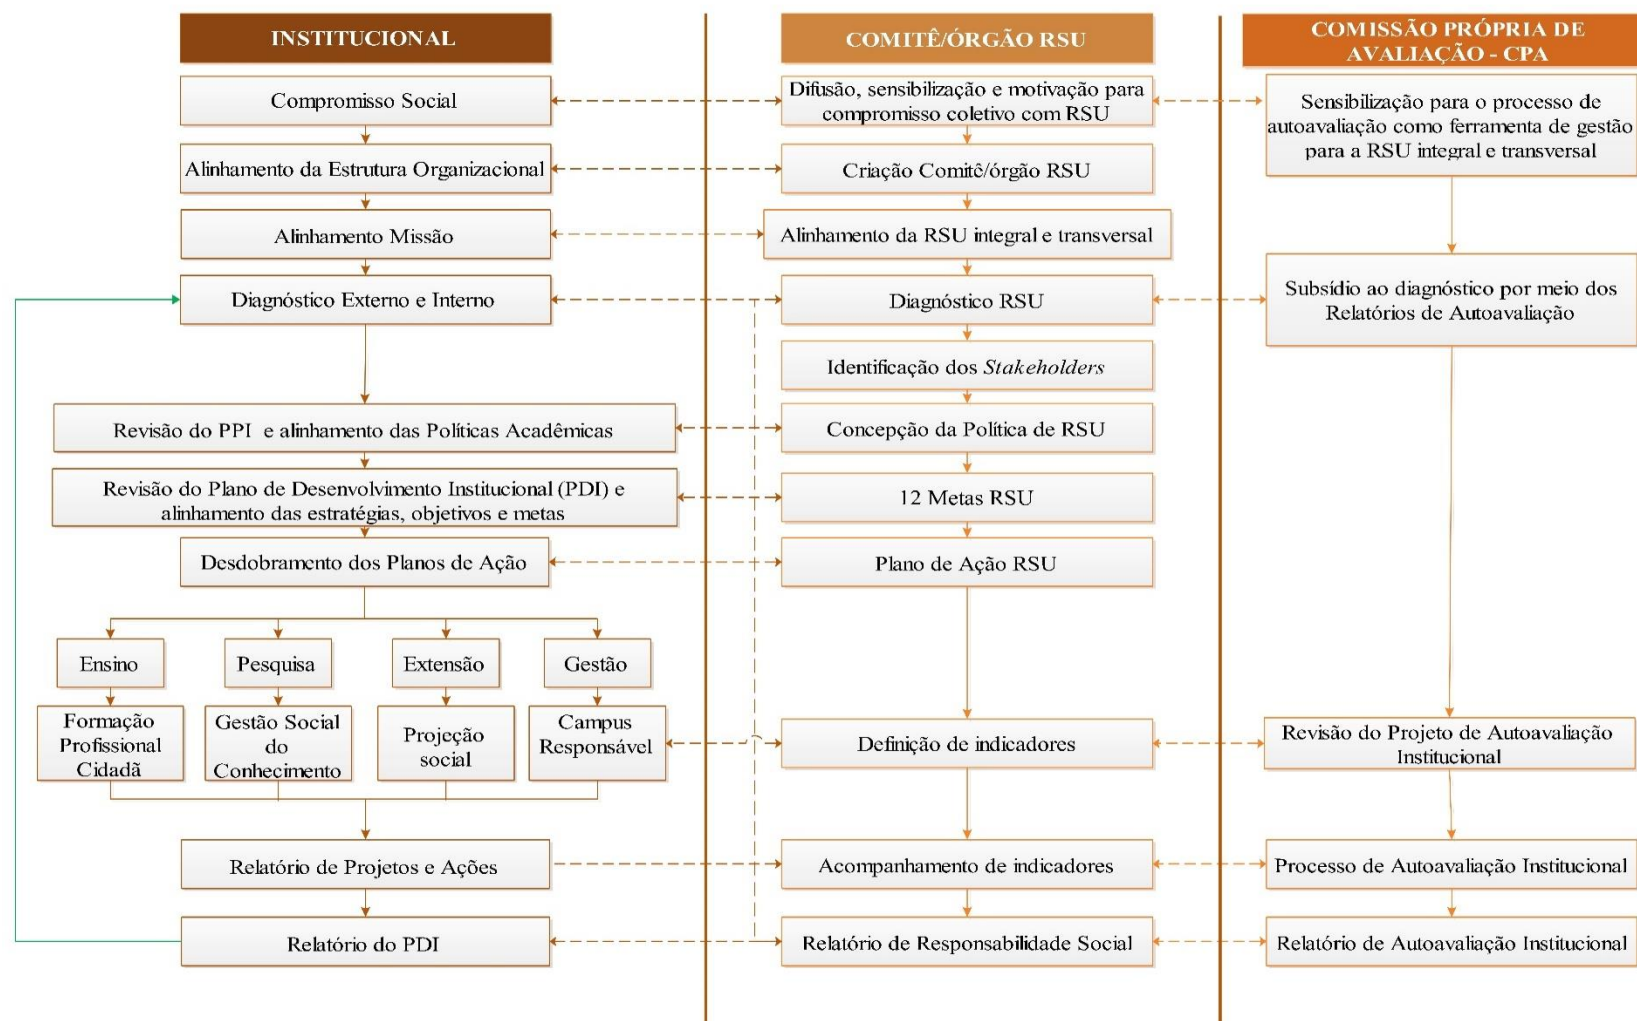 INSTITUCIONAL
COMITÊ/ÓRGÃO RSU
COMISSÃO PRÓPRIA DE
AVALIAÇÃO - CPA
Compromisso Social
Difusão, sensibilização e motivação para
compromisso coletivo com RSU
Sensibilização para o processo de
autoavaliação como ferramenta de gestão
para a RSU integral e transversal
Alinhamento da Estrutura Organizacional
Criação Comitê/órgão RSU
Alinhamento Missão
Alinhamento da RSU integral e transversal
Diagnóstico Externo e Interno
Diagnóstico RSU
Subsídio ao diagnóstico por meio dos
Relatórios de Autoavaliação
Identificação dos Stakeholders
Revisão do PPI e alinhamento das Políticas Acadêmicas
Concepção da Política de RSU
Revisão do Plano de Desenvolvimento Institucional (PDI) e
alinhamento das estratégias, objetivos e metas
12 Metas RSU
Desdobramento dos Planos de Ação
Plano de Ação RSU
Ensino
Pesquisa
Extensão
Gestão
Formação
Profissional
Cidadã
Gestão Social
do
Conhecimento
Projeção
social
Campus
Responsável
Definição de indicadores
Revisão do Projeto de Autoavaliação
Institucional
Relatório de Projetos e Ações
Acompanhamento de indicadores
Processo de Autoavaliação Institucional
Relatório do PDI
Relatório de Responsabilidade Social
Relatório de Autoavaliação Institucional